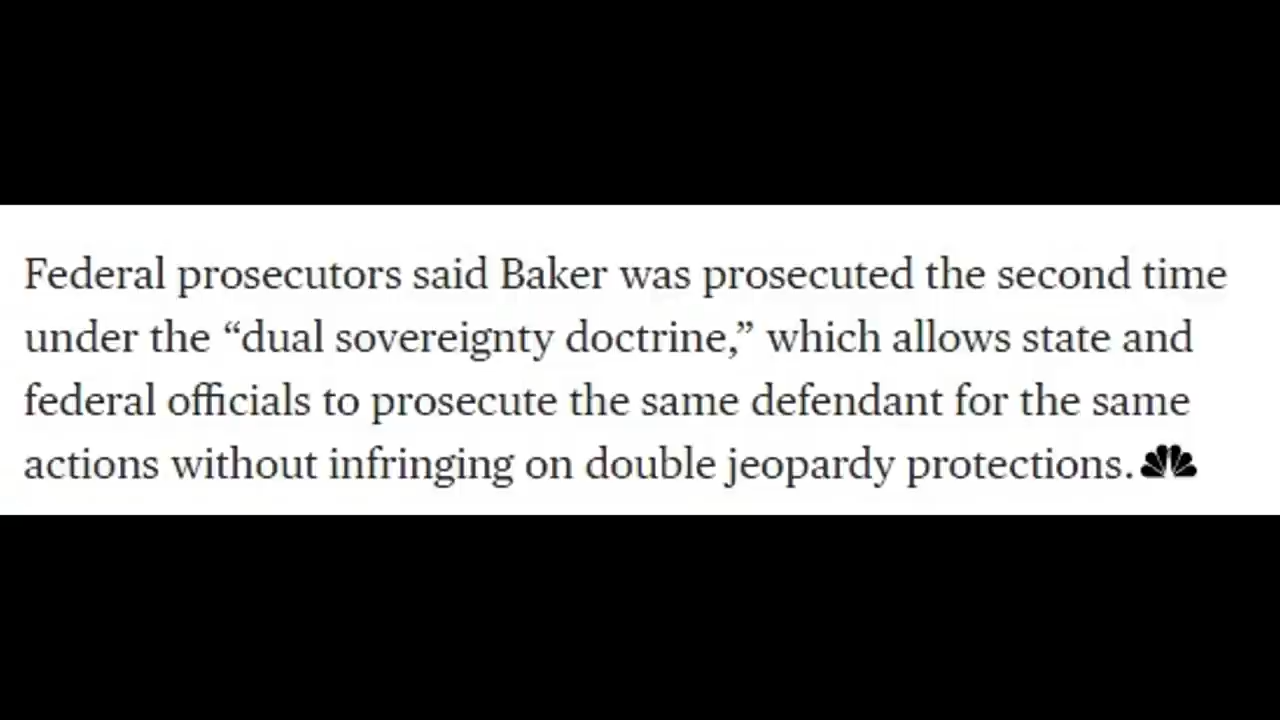 Federal prosecutors said Baker was prosecuted the second time
under the “dual sovereignty doctrine,” which allows state and
federal officials to prosecute the same defendant for the same
actions without infringing on double jeopardy protections.